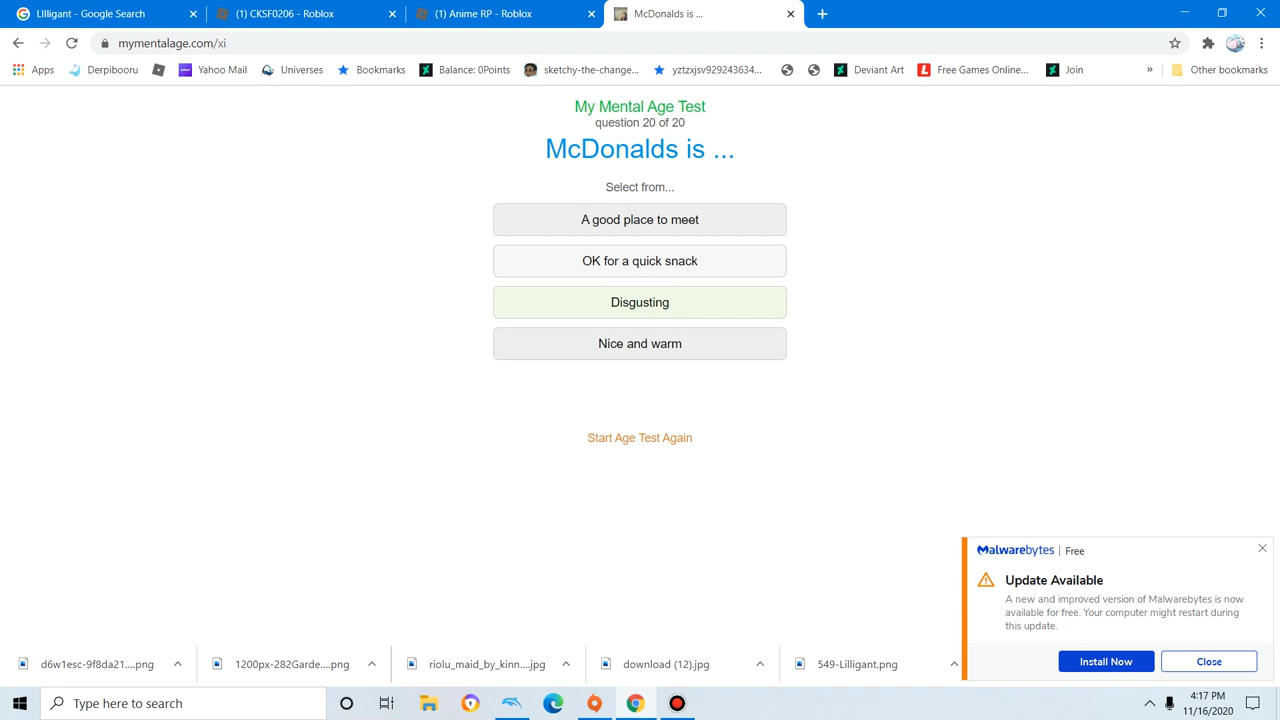 LIlligant - Google Search
(1) CKSF0206 - Roblox
(1) Anime RP - Roblox
McDonalds is ...
mymentalage.com/xi
Apps
Derpibooru
Yahoo Mail
Universes
Bookmarks
Balance: 0Points
sketchy-the-change...
yztzxjsv929243634...
Deviant Art
Free Games Online...
Join
»
Other bookmarks
My Mental Age Test
question 20 of 20
McDonalds is ...
Select from...
A good place to meet
OK for a quick snack
Disgusting
Nice and warm
Start Age Test Again
Malwarebytes | Free
Update Available
A new and improved version of Malwarebytes is now
available for free. Your computer might restart during
this update.
Install Now
Close
d6w1esc-9f8da21....png
1200px-282Garde....png
riolu_maid_by_kinn....jpg
download (12).jpg
549-Lilligant.png
Type here to search
4:17 PM
11/16/2020